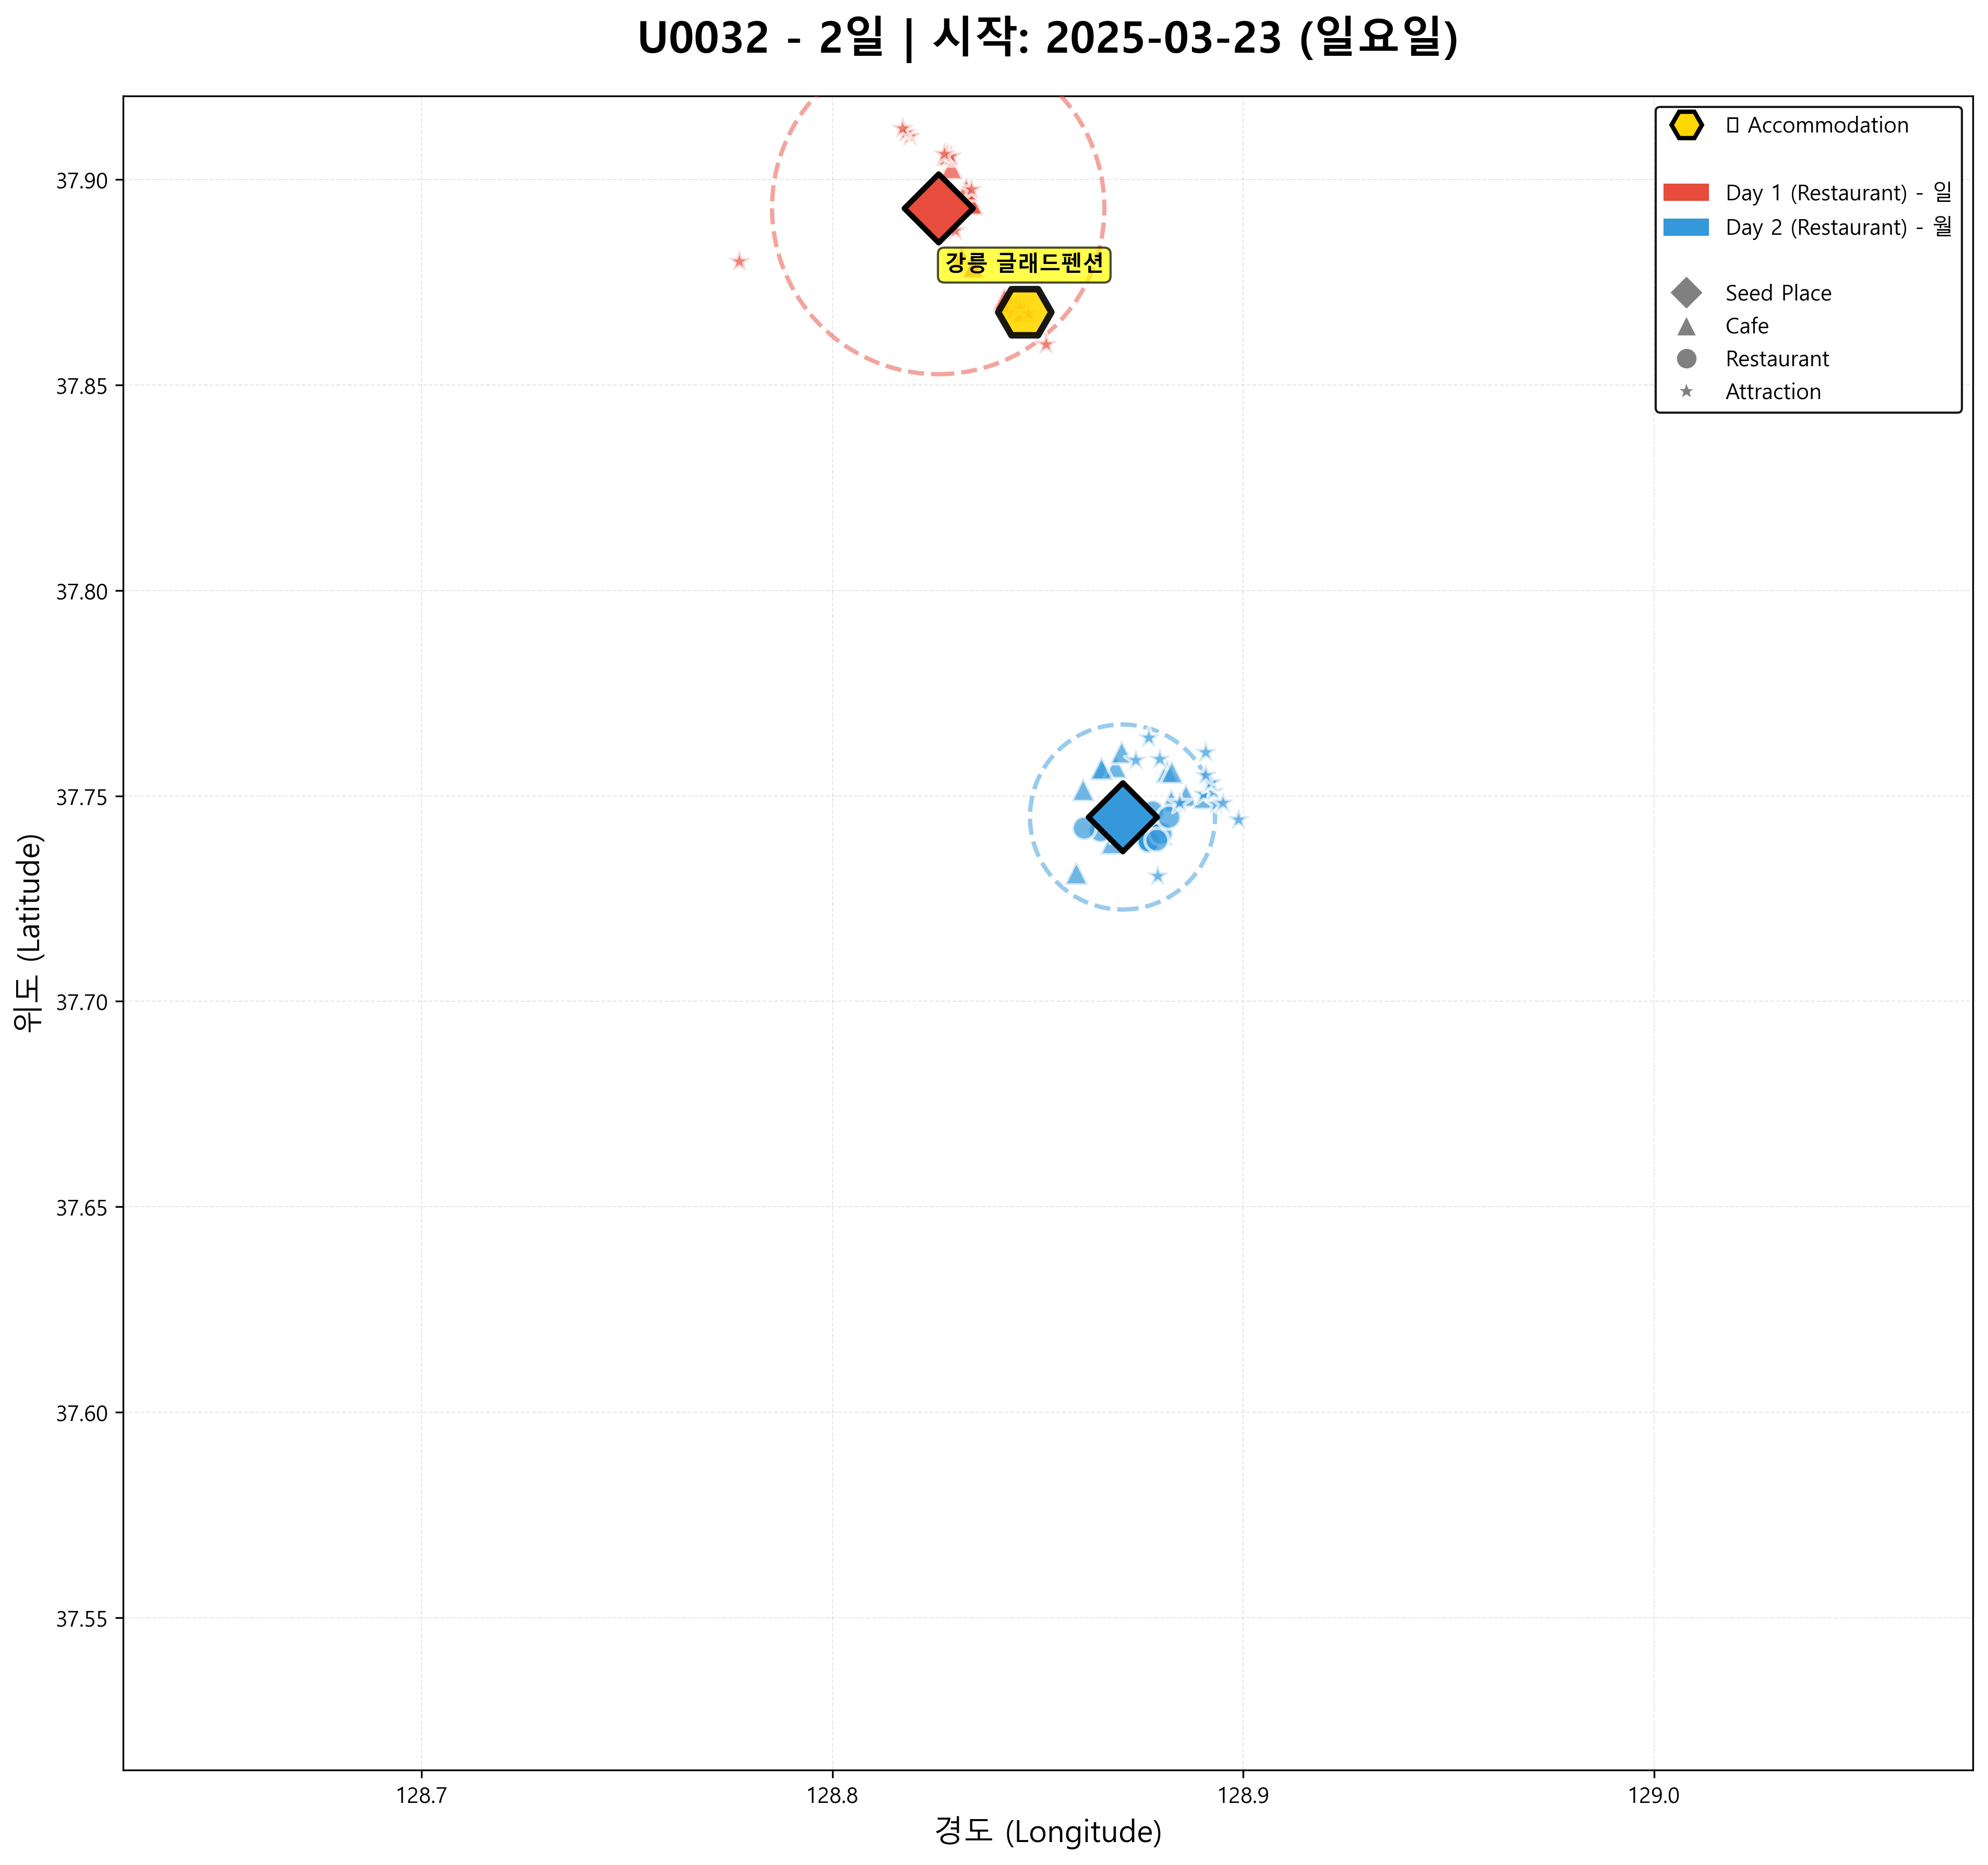 U0032 - 2일 | 시작: 2025-03-23 (일요일)
Accommodation
Day 1 (Restaurant) - 일
Day 2 (Restaurant) - 월
Seed Place
Cafe
Restaurant
Attraction
강릉 글래드펜션
37.90
37.85
37.80
37.75
37.70
37.65
37.60
37.55
위도 (Latitude)
128.7
128.8
128.9
129.0
경도 (Longitude)